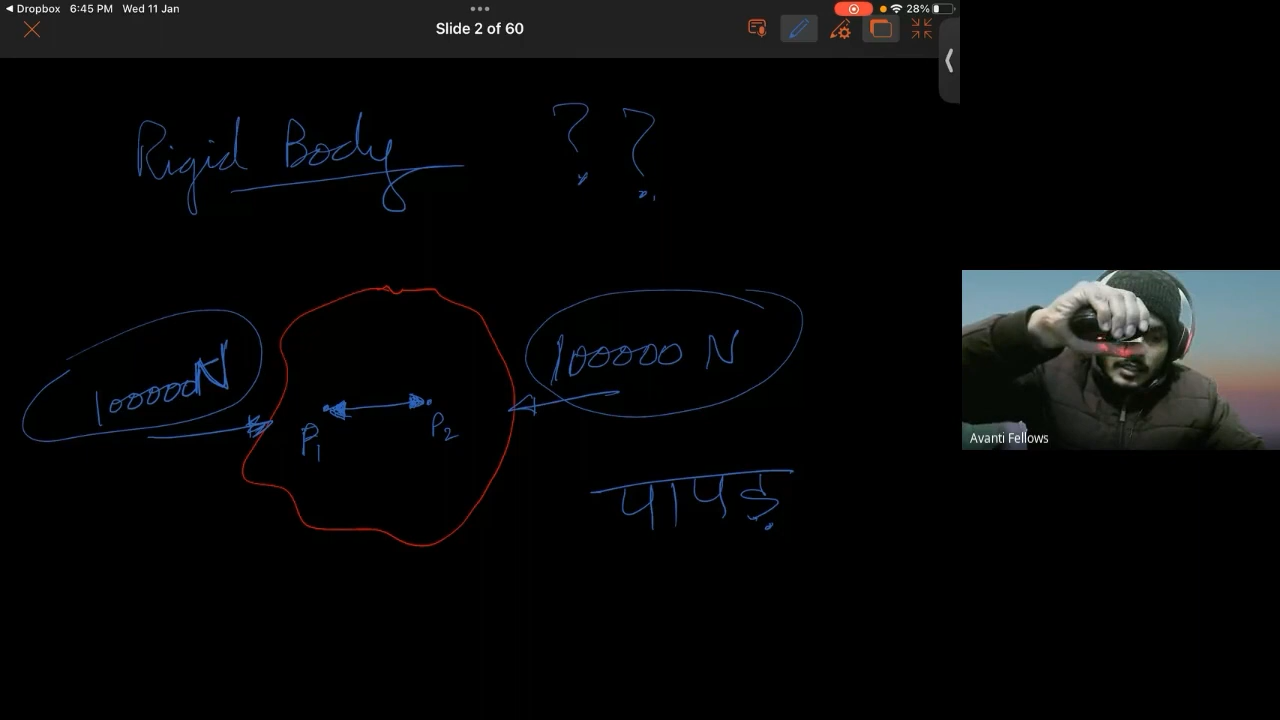 Dropbox 6:45 PM Wed 11 Jan
28%
Slide 2 of 60
Rigid Body ??
100000N
100000 N
P1
P2
पापड़
Avanti Fellows